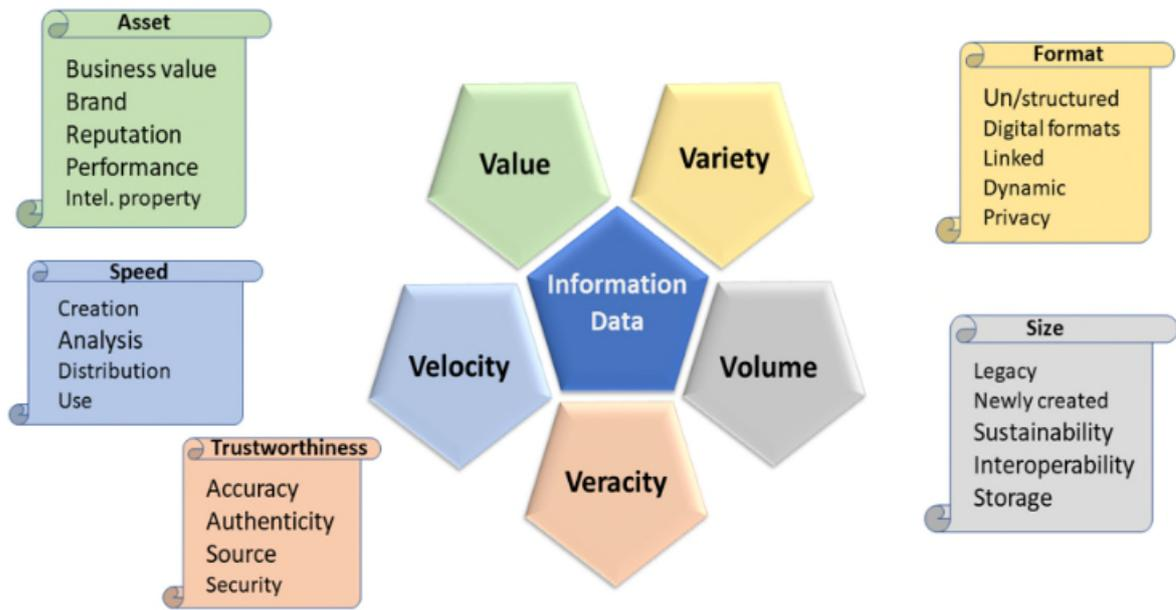 Asset
Business value
Brand
Reputation
Performance
Intel. property
Speed
Creation
Analysis
Distribution
Use
Trustworthiness
Accuracy
Authenticity
Source
Security
Value
Variety
Information
Data
Velocity
Volume
Veracity
Format
Un/structured
Digital formats
Linked
Dynamic
Privacy
Size
Legacy
Newly created
Sustainability
Interoperability
Storage